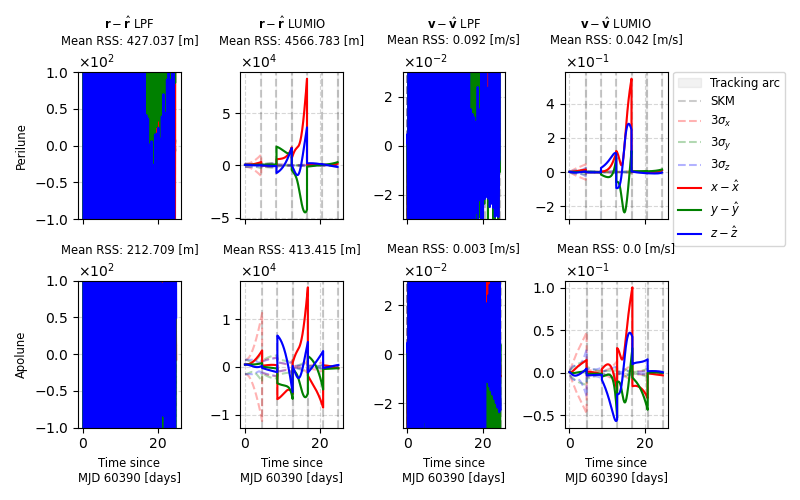 r − r̂ LPF
Mean RSS: 427.037 [m]
r − r̂ LUMIO
Mean RSS: 4566.783 [m]
v − v̂ LPF
Mean RSS: 0.092 [m/s]
v − v̂ LUMIO
Mean RSS: 0.042 [m/s]
×10²
×10⁴
×10⁻²
×10⁻¹
Perilune
1.0
0.5
0.0
−0.5
−1.0
5
0
−5
2
0
−2
4
2
0
−2
Tracking arc
SKM
3σx
3σy
3σz
x − x̂
y − ŷ
z − ẑ
Mean RSS: 212.709 [m]
Mean RSS: 413.415 [m]
Mean RSS: 0.003 [m/s]
Mean RSS: 0.0 [m/s]
×10²
×10⁴
×10⁻²
×10⁻¹
Apolune
1.0
0.5
0.0
−0.5
−1.0
1
0
−1
2
0
−2
1.0
0.5
0.0
−0.5
0 20
0 20
0 20
0 20
Time since
MJD 60390 [days]
Time since
MJD 60390 [days]
Time since
MJD 60390 [days]
Time since
MJD 60390 [days]